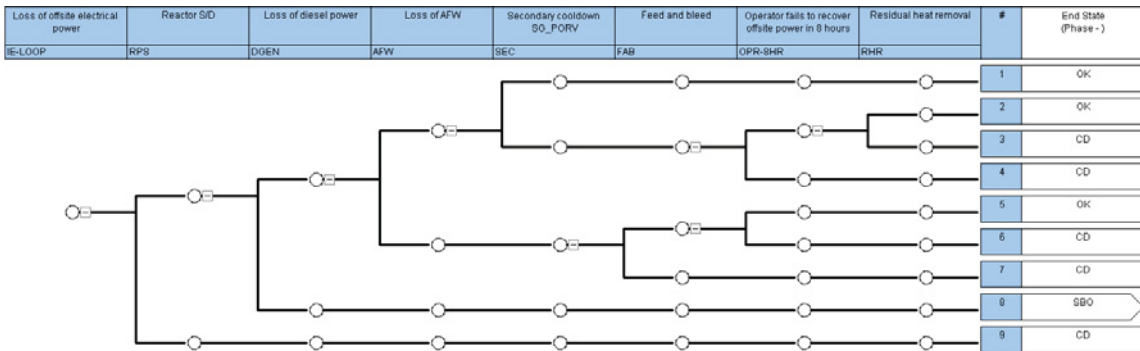 Loss of offsite electrical power
Reactor S/D
Loss of diesel power
Loss of AFW
Secondary cooldown SG_PORV
Feed and bleed
Operator fails to recover offsite power in 8 hours
Residual heat removal
#
End State (Phase - )
IE-LOOP
RPS
DGEN
AFW
SEC
FAB
OPR-8HR
RHR
1 OK
2 OK
3 CD
4 CD
5 OK
6 CD
7 CD
8 SBO
9 CD